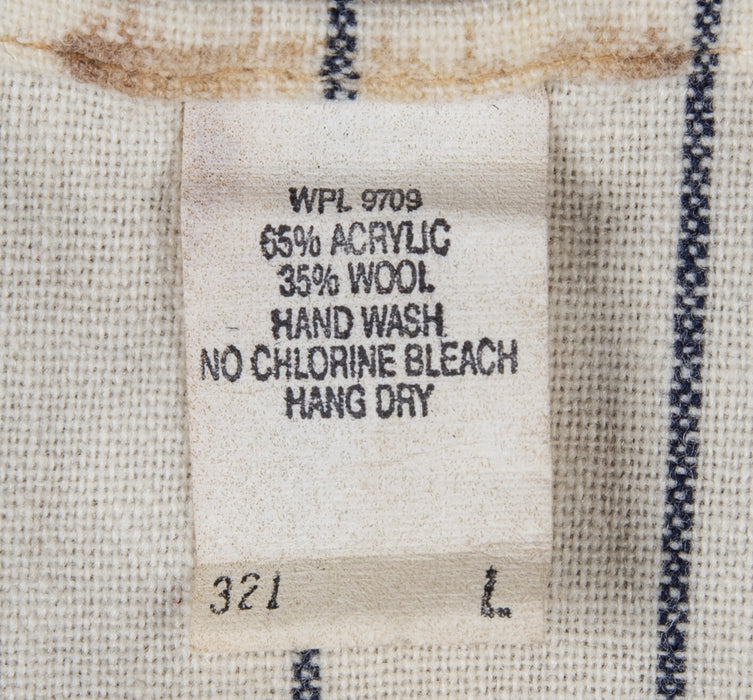 WPL 9709
65% ACRYLIC
35% WOOL
HAND WASH
NO CHLORINE BLEACH
HANG DRY
321 L